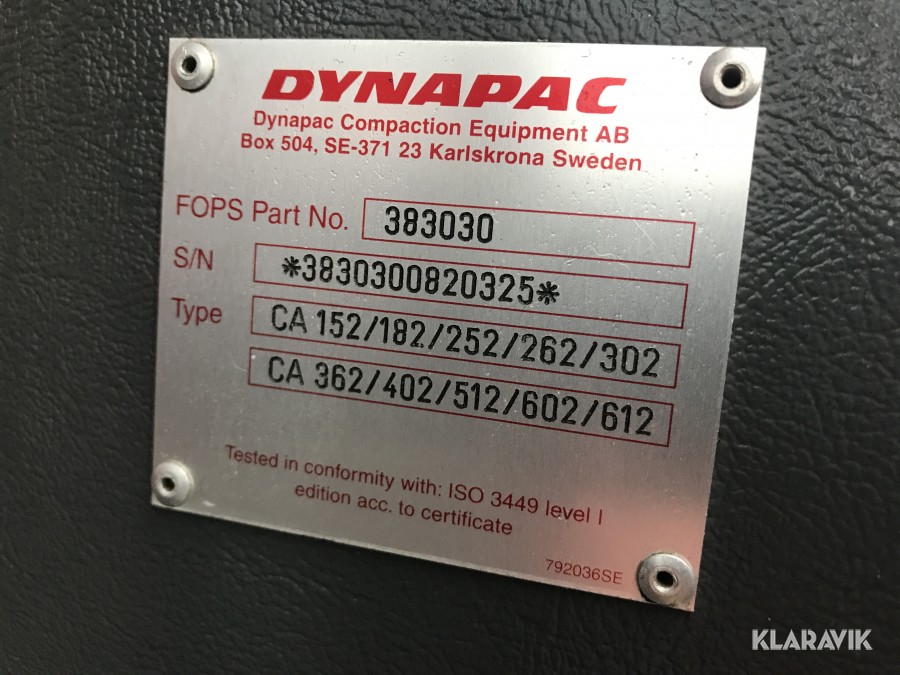 DYNAPAC
Dynapac Compaction Equipment AB
Box 504, SE-371 23 Karlskrona Sweden
FOPS Part No. 383030
S/N *3830300820325*
Type CA 152/182/252/262/302
CA 362/402/512/602/612
Tested in conformity with: ISO 3449 level I
edition acc. to certificate
792036SE
KLARAVIK